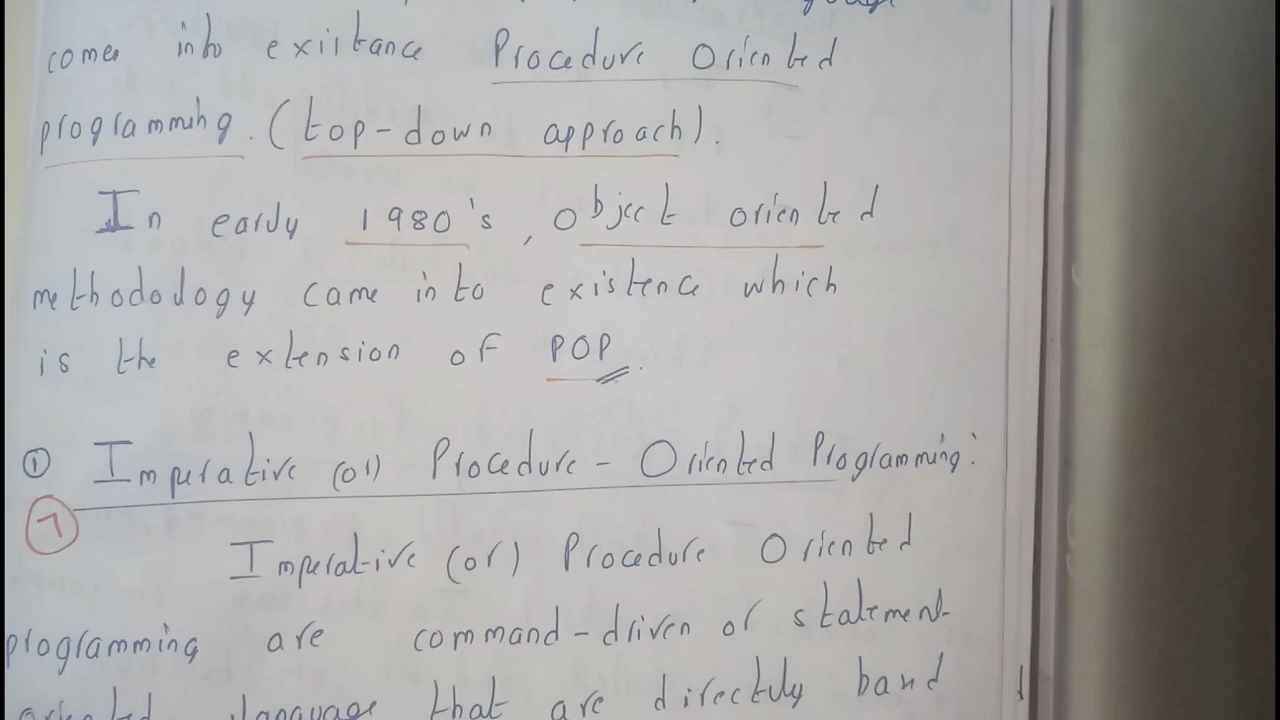 come into existance Procedure Oriented
programming. (top-down approach).
In early 1980's, object oriented
methodology came into existence which
is the extension of POP.
① Imperative (or) Procedure - Oriented Programming:
7
Imperative (or) Procedure Oriented
programming are command-driven or statement-
oriented language that are directly band